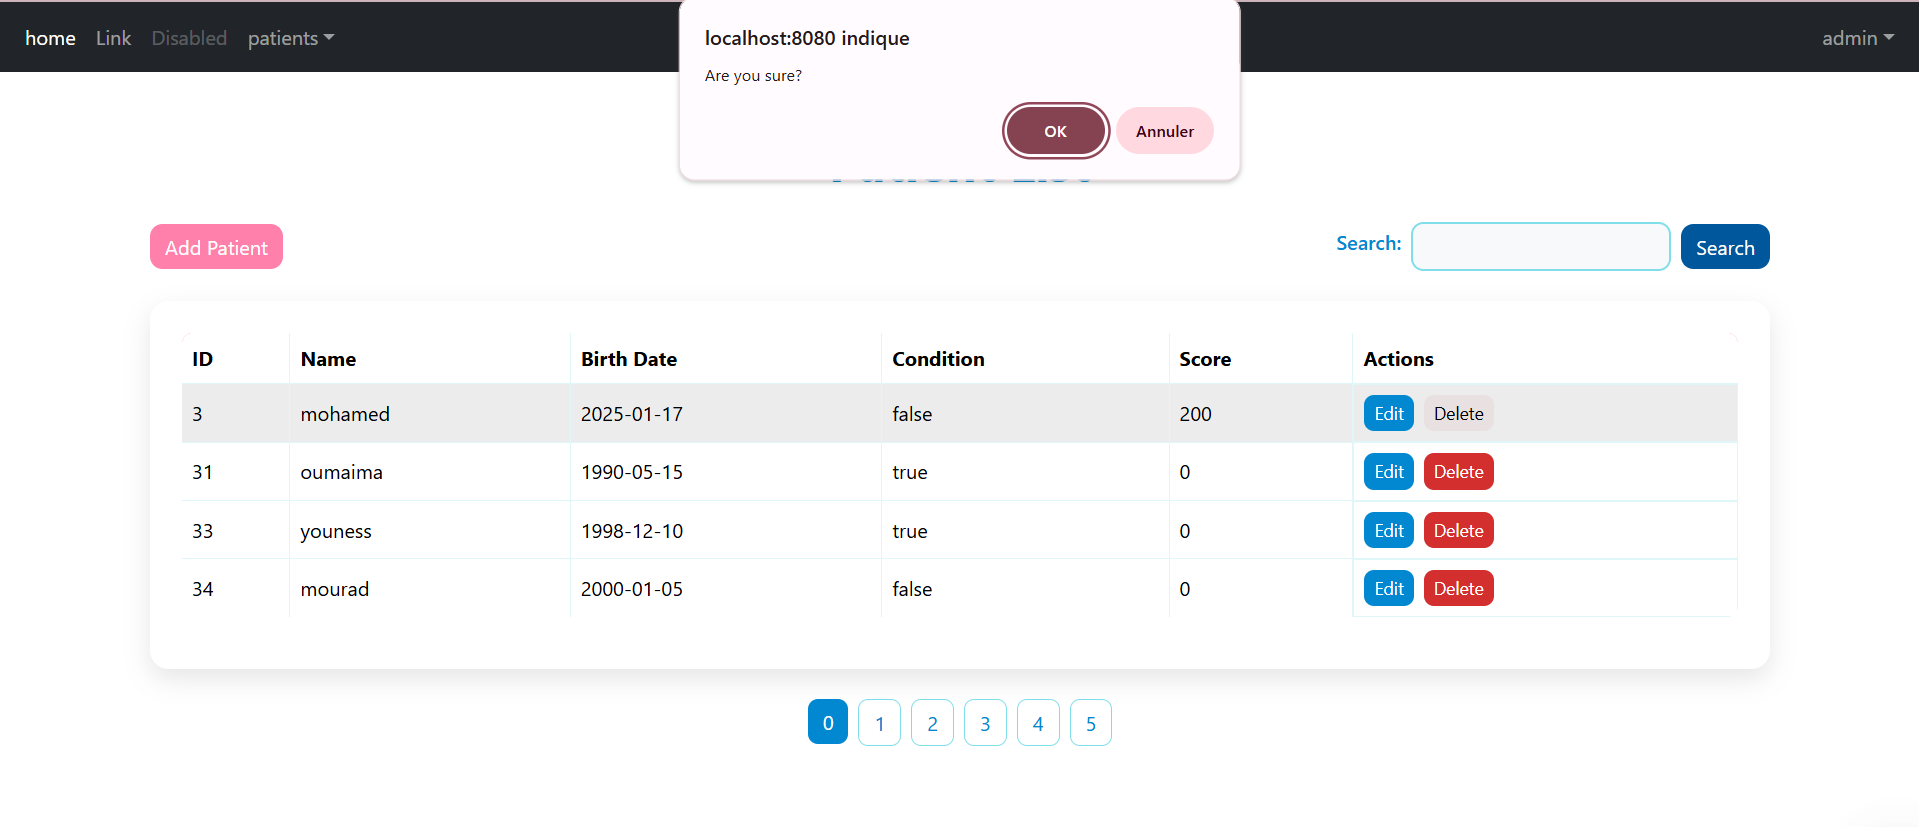 home Link Disabled patients admin
localhost:8080 indique
Are you sure?
OK Annuler
Add Patient Search: Search
ID Name Birth Date Condition Score Actions
3 mohamed 2025-01-17 false 200 Edit Delete
31 oumaima 1990-05-15 true 0 Edit Delete
33 youness 1998-12-10 true 0 Edit Delete
34 mourad 2000-01-05 false 0 Edit Delete
0 1 2 3 4 5